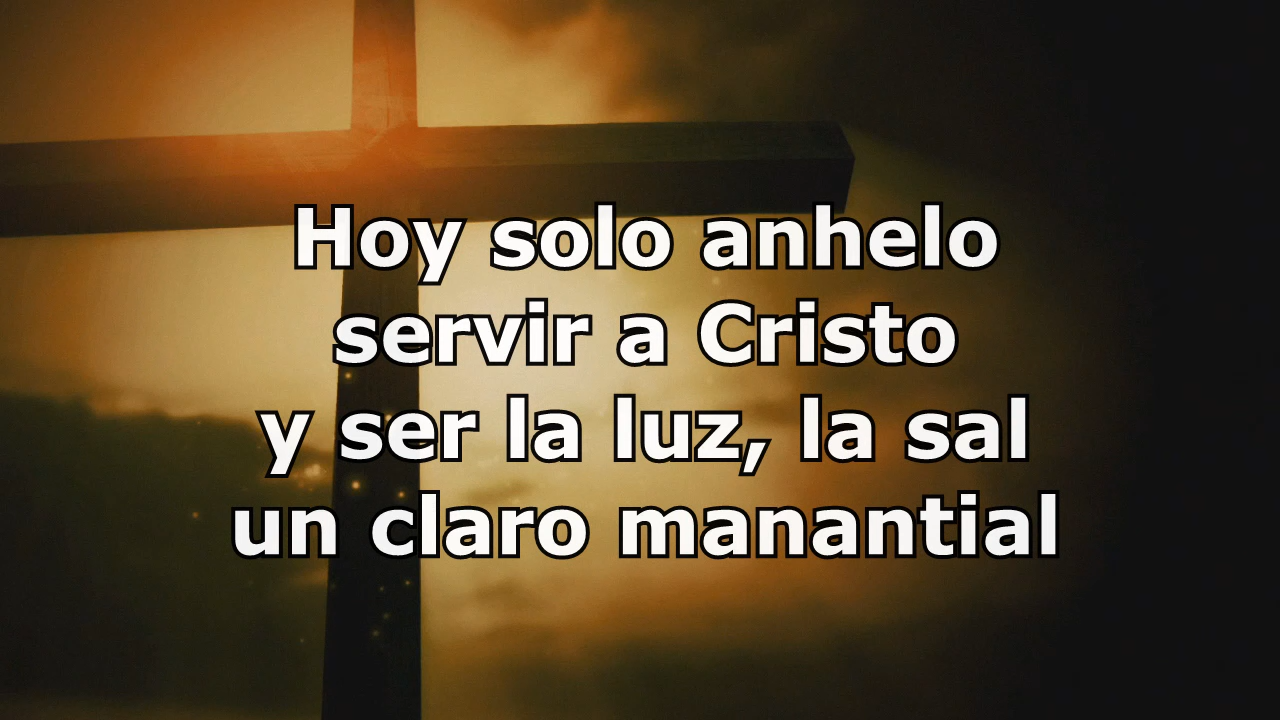 Hoy solo anhelo
servir a Cristo
y ser la luz, la sal
un claro manantial